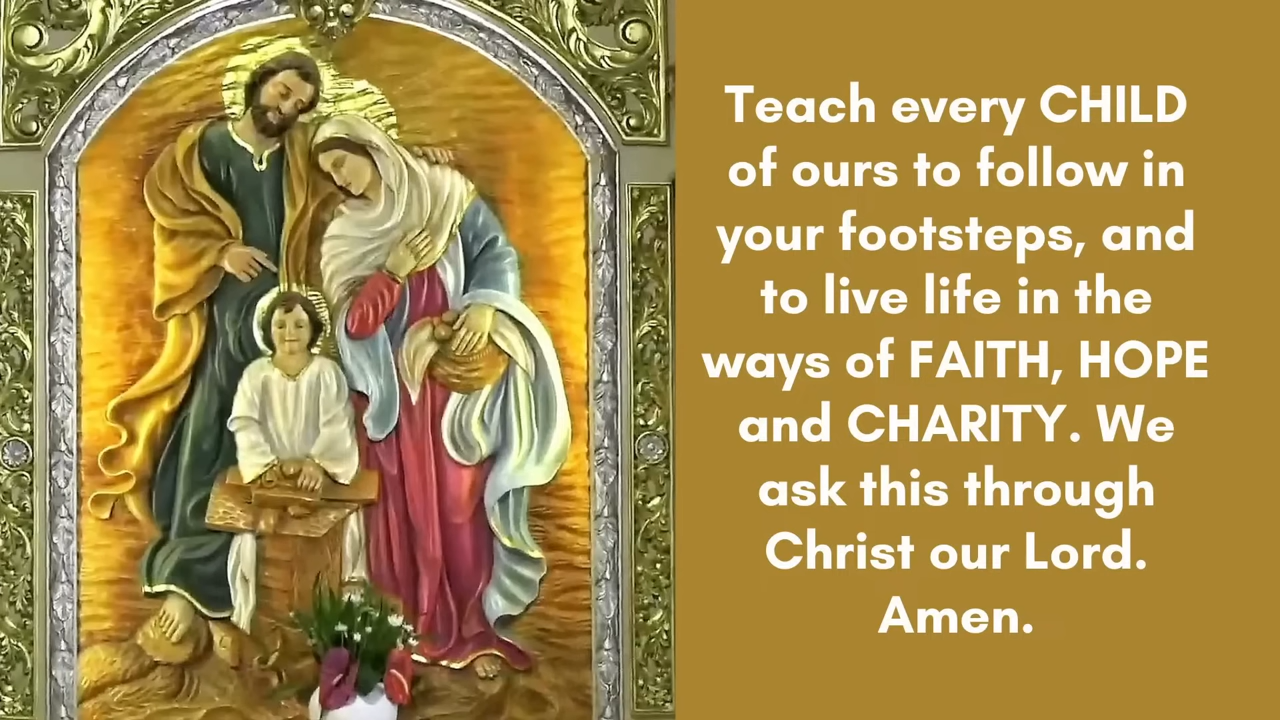 Teach every CHILD
of ours to follow in
your footsteps, and
to live life in the
ways of FAITH, HOPE
and CHARITY. We
ask this through
Christ our Lord.
Amen.